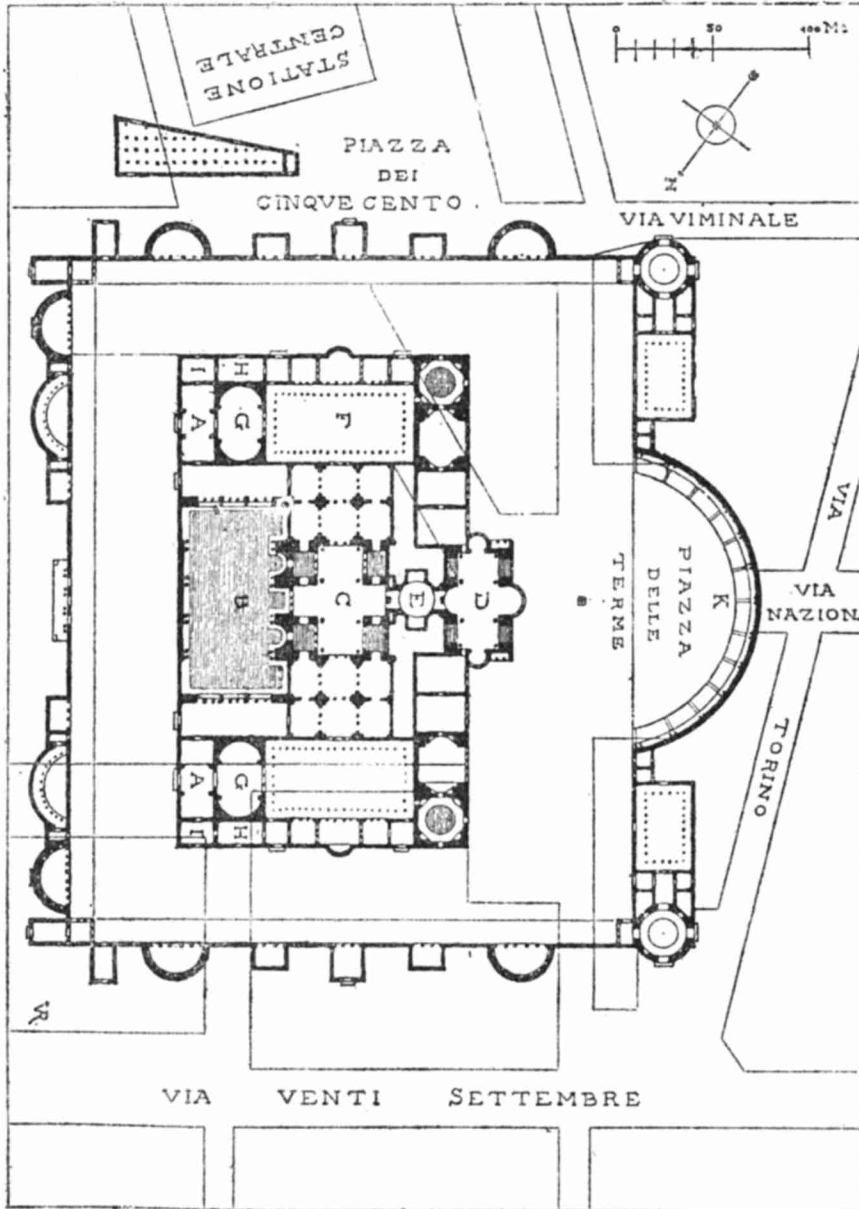 STATIONE
CENTRALE
0 50 100 Mt
S
N
PIAZZA
DEI
CINQVE CENTO
VIA VIMINALE
I H
A G F
B C E D
A G
I H
K
PIAZZA
DELLE
TERME
VIA
VIA
NAZION
TORINO
VIA VENTI SETTEMBRE